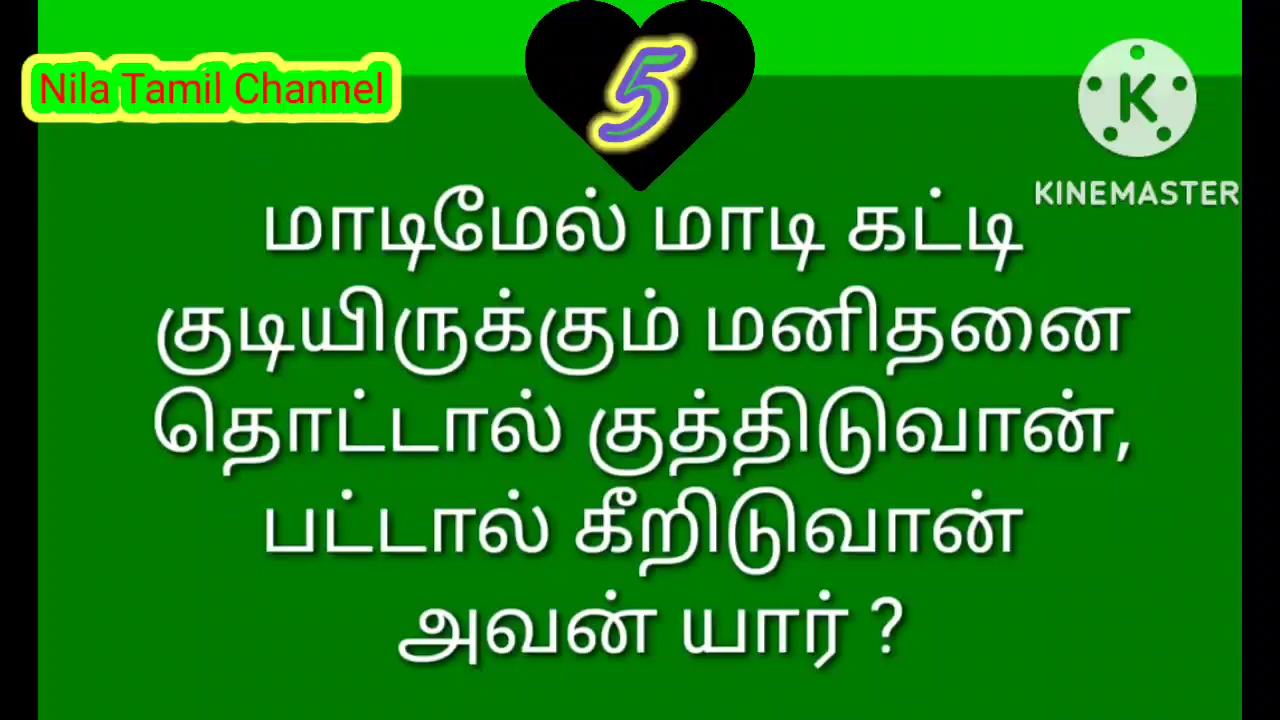 5
Nila Tamil Channel
K
KINEMASTER
மாடிமேல் மாடி கட்டி
குடியிருக்கும் மனிதனை
தொட்டால் குத்திடுவான்,
பட்டால் கீறிடுவான்
அவன் யார் ?